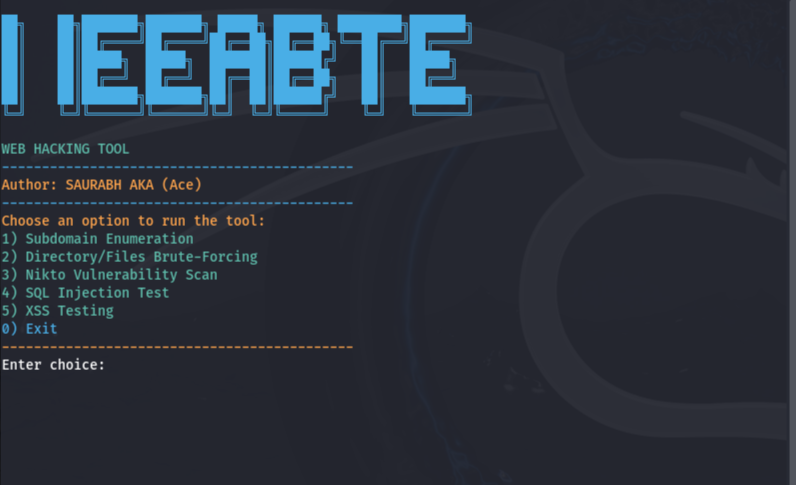 IEEABTE
WEB HACKING TOOL
--------------------------------------------
Author: SAURABH AKA (Ace)
--------------------------------------------
Choose an option to run the tool:
1) Subdomain Enumeration
2) Directory/Files Brute-Forcing
3) Nikto Vulnerability Scan
4) SQL Injection Test
5) XSS Testing
0) Exit
--------------------------------------------
Enter choice: